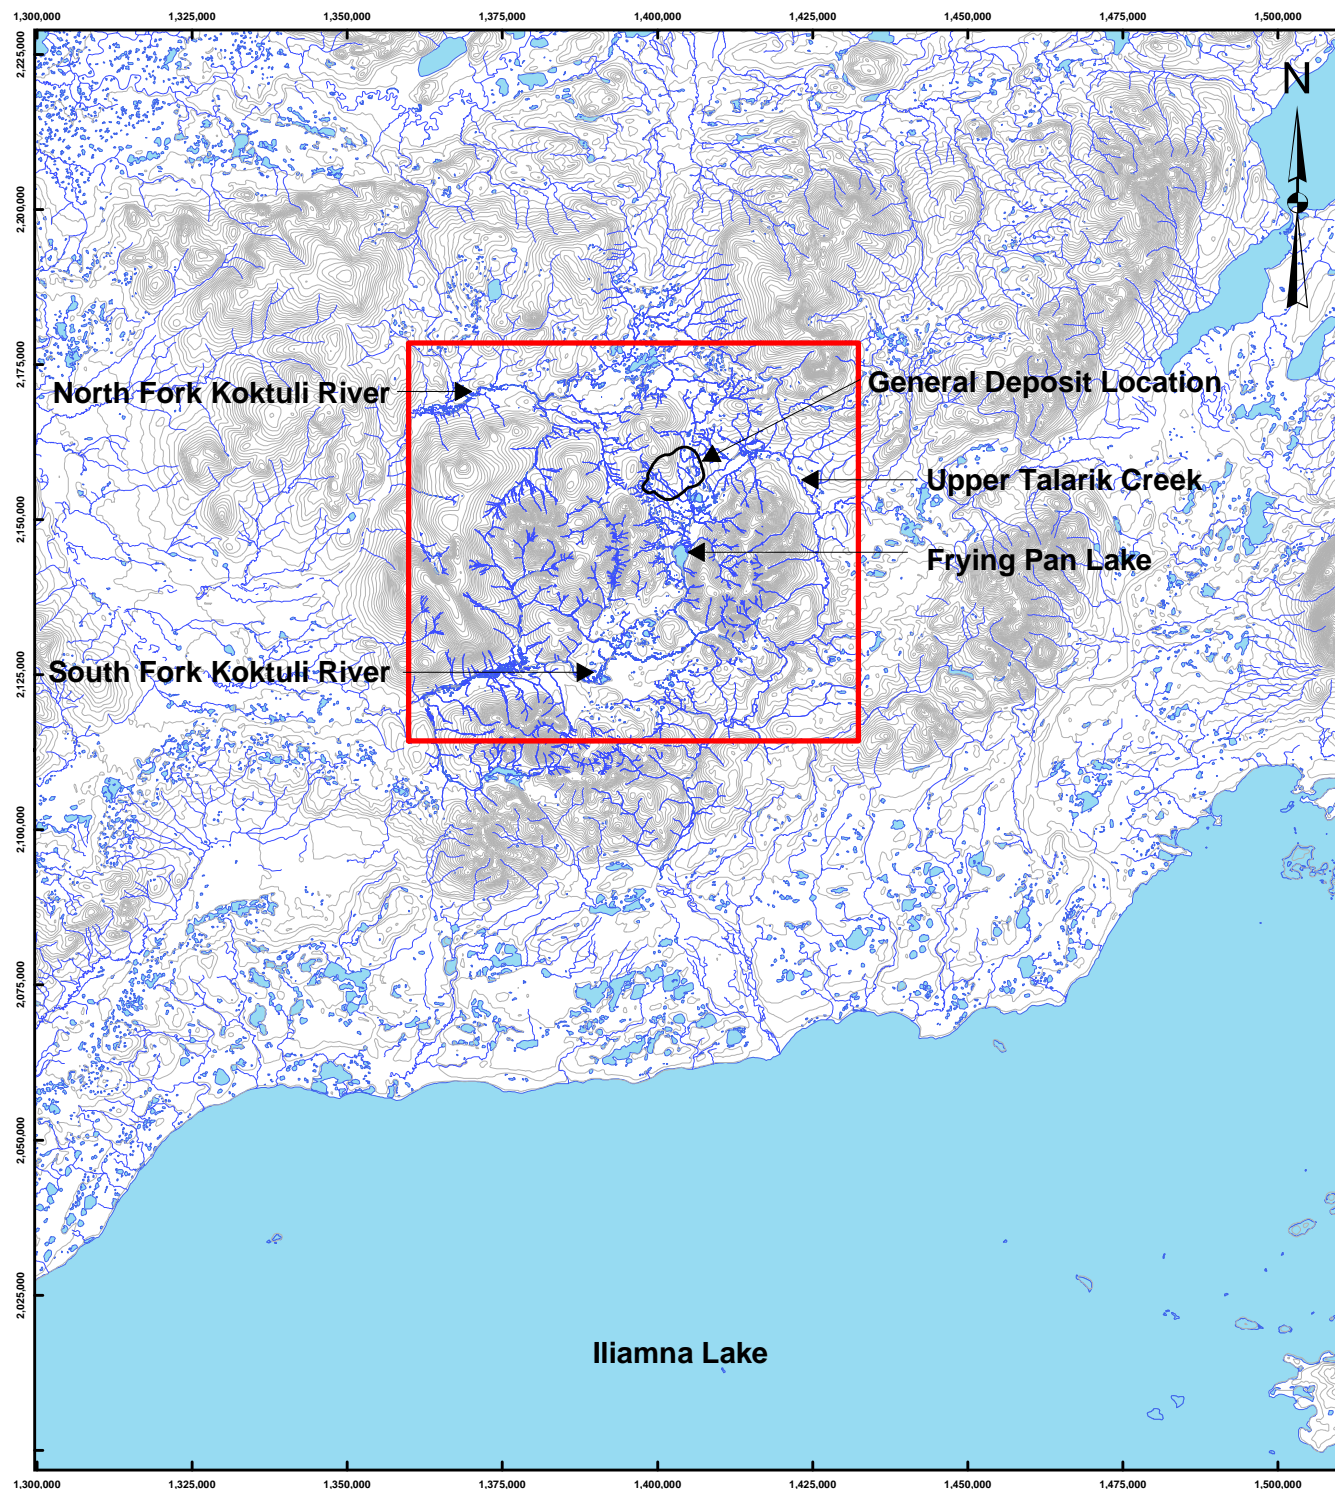 1,300,000 1,325,000 1,350,000 1,375,000 1,400,000 1,425,000 1,450,000 1,475,000 1,500,000
2,225,000
N
2,200,000
2,175,000
General Deposit Location
North Fork Koktuli River
Upper Talarik Creek
2,150,000
Frying Pan Lake
South Fork Koktuli River
2,125,000
2,100,000
2,075,000
2,050,000
2,025,000
Iliamna Lake
1,300,000 1,325,000 1,350,000 1,375,000 1,400,000 1,425,000 1,450,000 1,475,000 1,500,000